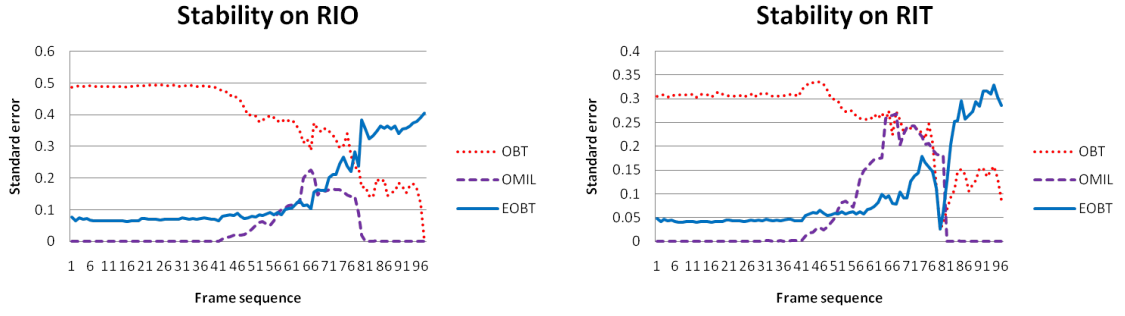 Stability on RIO
Standard error
0.6
0.5
0.4
0.3
0.2
0.1
0
1 6 11 16 21 26 31 36 41 46 51 56 61 66 71 76 81 86 91 96
Frame sequence
OBT
OMIL
EOBT
Stability on RIT
Standard error
0.4
0.35
0.3
0.25
0.2
0.15
0.1
0.05
0
1 6 11 16 21 26 31 36 41 46 51 56 61 66 71 76 81 86 91 96
Frame sequence
OBT
OMIL
EOBT